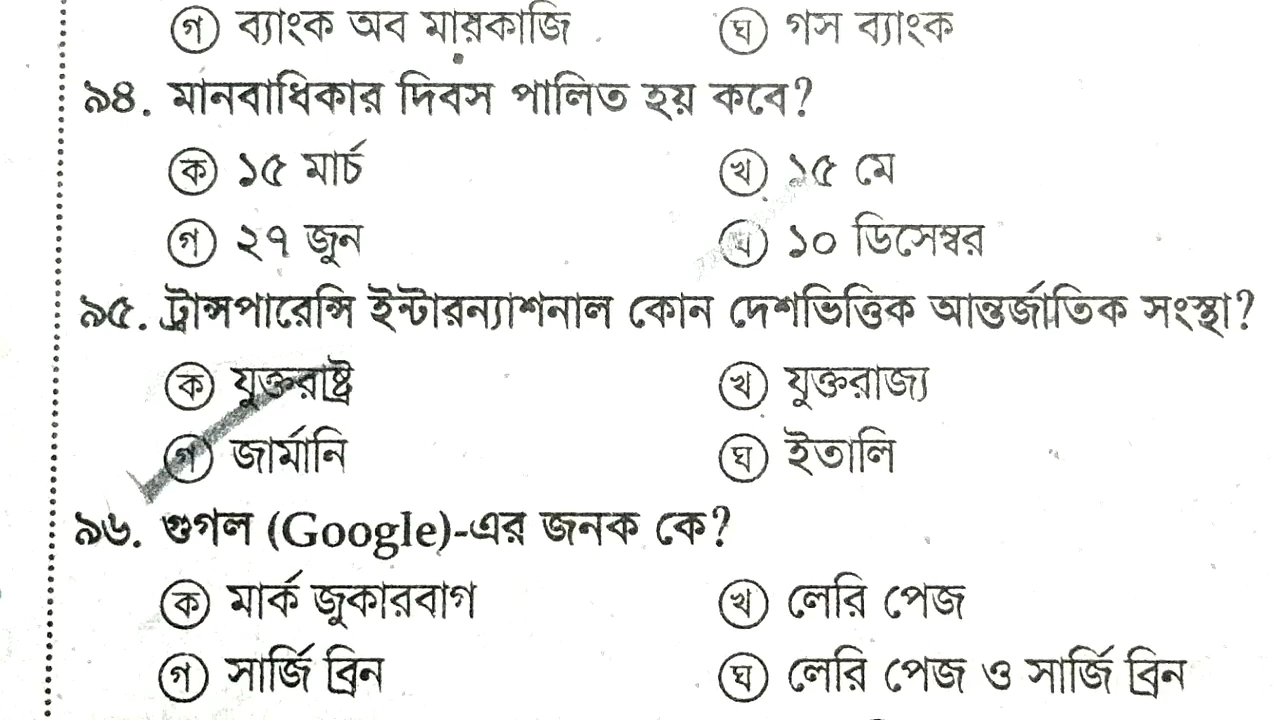 গ ব্যাংক অব মায়কাজি ঘ গস ব্যাংক
৯৪. মানবাধিকার দিবস পালিত হয় কবে?
ক ১৫ মার্চ খ ১৫ মে
গ ২৭ জুন ঘ ১০ ডিসেম্বর
৯৫. ট্রান্সপারেন্সি ইন্টারন্যাশনাল কোন দেশভিত্তিক আন্তর্জাতিক সংস্থা?
ক যুক্তরাষ্ট্র খ যুক্তরাজ্য
গ জার্মানি ঘ ইতালি
৯৬. গুগল (Google)-এর জনক কে?
ক মার্ক জুকারবাগ খ লেরি পেজ
গ সার্জি ব্রিন ঘ লেরি পেজ ও সার্জি ব্রিন